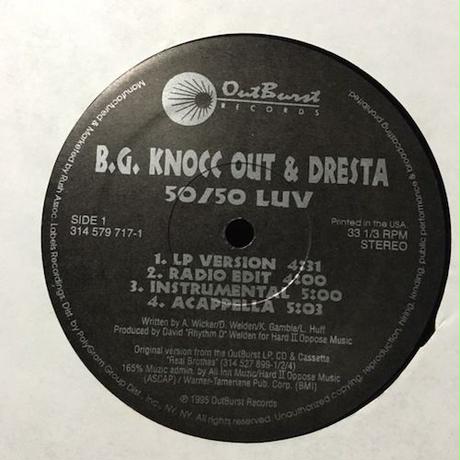 OutBurst
RECORDS
B.G. KNOCC OUT & DRESTA
50/50 LUV
SIDE 1
314 579 717-1
Printed in the USA.
33 1/3 RPM
STEREO
1. LP VERSION 4:31
2. RADIO EDIT 4:00
3. INSTRUMENTAL 5:00
4. ACAPPELLA 5:03
Written by A. Wicker/D. Welden/K. Gamble/L. Huff
Produced by David "Rhythm D" Welden for Hard II Oppose Music
Original version from the OutBurst LP, CD & Cassette
"Real Brothas" (314 527 899-1/2/4)
165% Muzic admin. by All Init Muzic/Hard II Oppose Music
(ASCAP) / Warner-Tamerlane Pub. Corp. (BMI)
℗ 1995 OutBurst Records
Manufactured & Marketed by Rush Assoc. Labels Recordings. Dist. by PolyGram Group Dist., Inc., NY, NY. All rights reserved. Unauthorized copying, renting, lending, public performance & broadcasting prohibited.